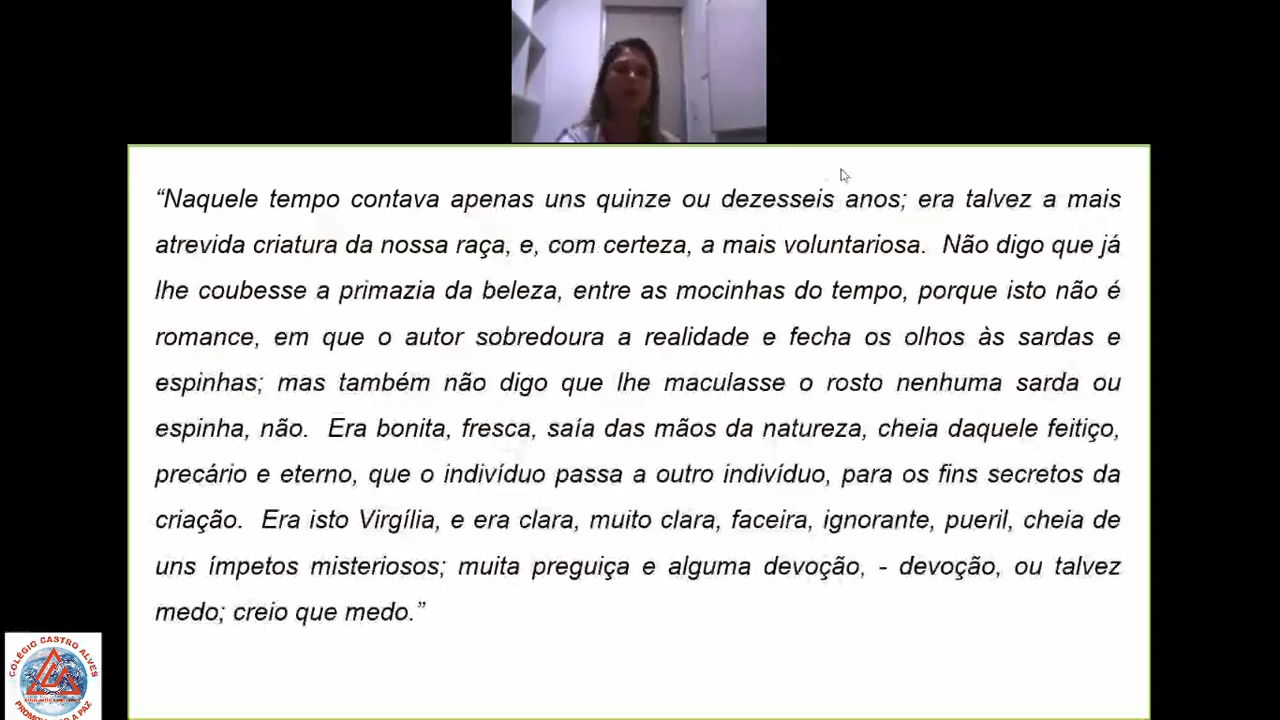 “Naquele tempo contava apenas uns quinze ou dezesseis anos; era talvez a mais
atrevida criatura da nossa raça, e, com certeza, a mais voluntariosa. Não digo que já
lhe coubesse a primazia da beleza, entre as mocinhas do tempo, porque isto não é
romance, em que o autor sobredoura a realidade e fecha os olhos às sardas e
espinhas; mas também não digo que lhe maculasse o rosto nenhuma sarda ou
espinha, não. Era bonita, fresca, saía das mãos da natureza, cheia daquele feitiço,
precário e eterno, que o indivíduo passa a outro indivíduo, para os fins secretos da
criação. Era isto Virgília, e era clara, muito clara, faceira, ignorante, pueril, cheia de
uns ímpetos misteriosos; muita preguiça e alguma devoção, - devoção, ou talvez
medo; creio que medo.”
COLÉGIO CASTRO ALVES